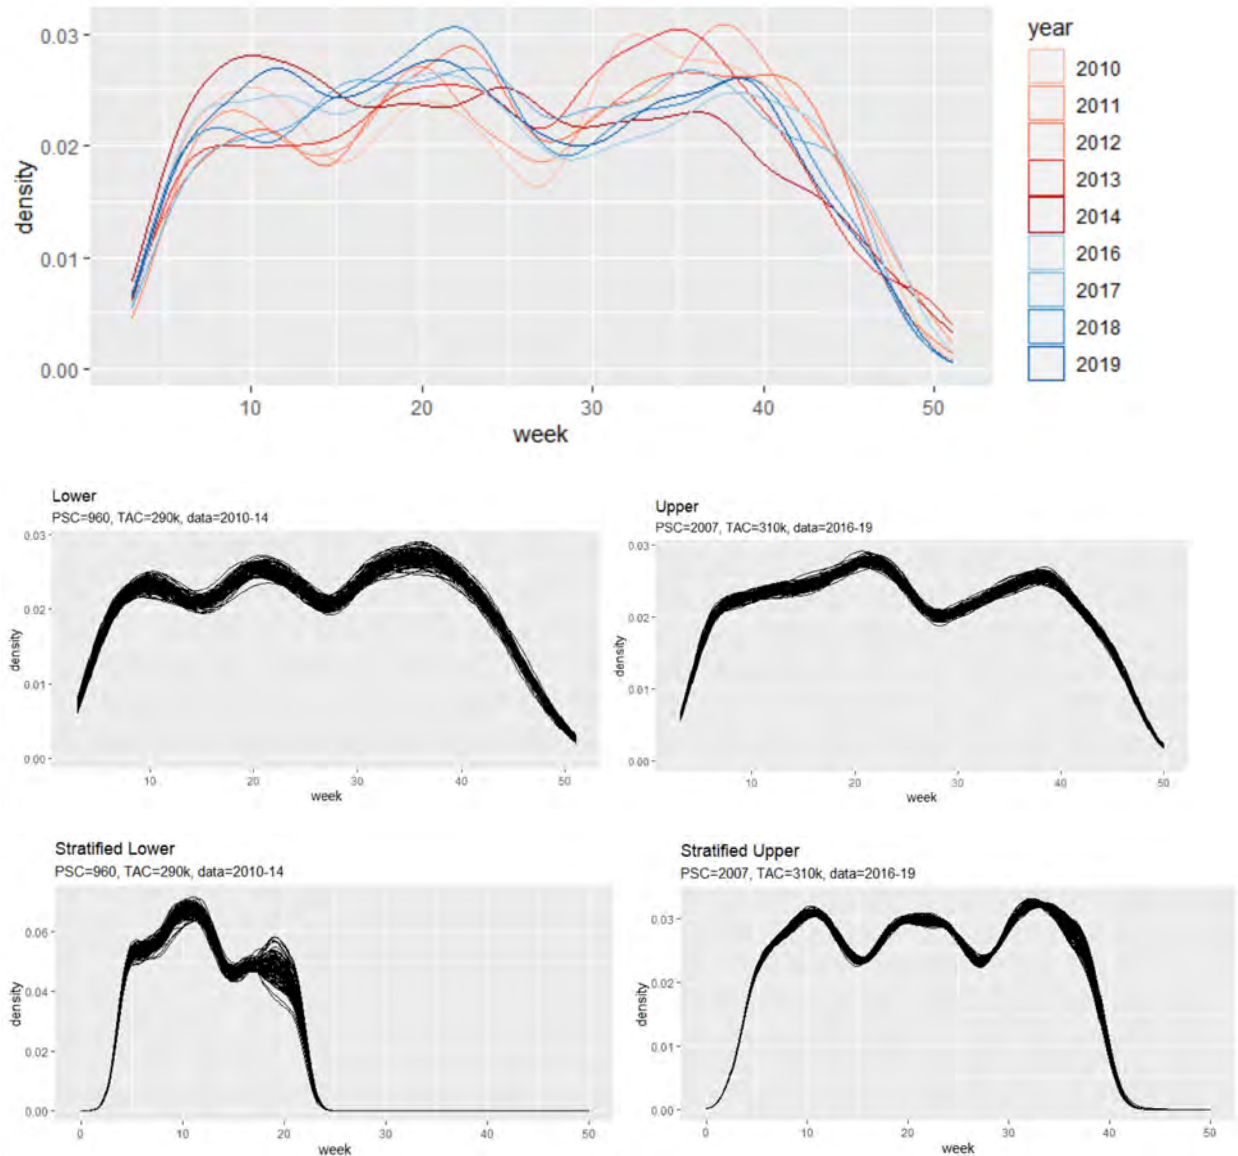 year
0.03
0.02
0.01
0.00
density
10
20
30
40
50
week
2010
2011
2012
2013
2014
2016
2017
2018
2019
Lower
PSC=960, TAC=290k, data=2010-14
0.03
0.02
0.01
0.00
density
10
20
30
40
50
week
Upper
PSC=2007, TAC=310k, data=2016-19
0.03
0.02
0.01
0.00
density
10
20
30
40
50
week
Stratified Lower
PSC=960, TAC=290k, data=2010-14
0.06
0.04
0.02
0.00
density
0
10
20
30
40
50
week
Stratified Upper
PSC=2007, TAC=310k, data=2016-19
0.03
0.02
0.01
0.00
density
0
10
20
30
40
50
week